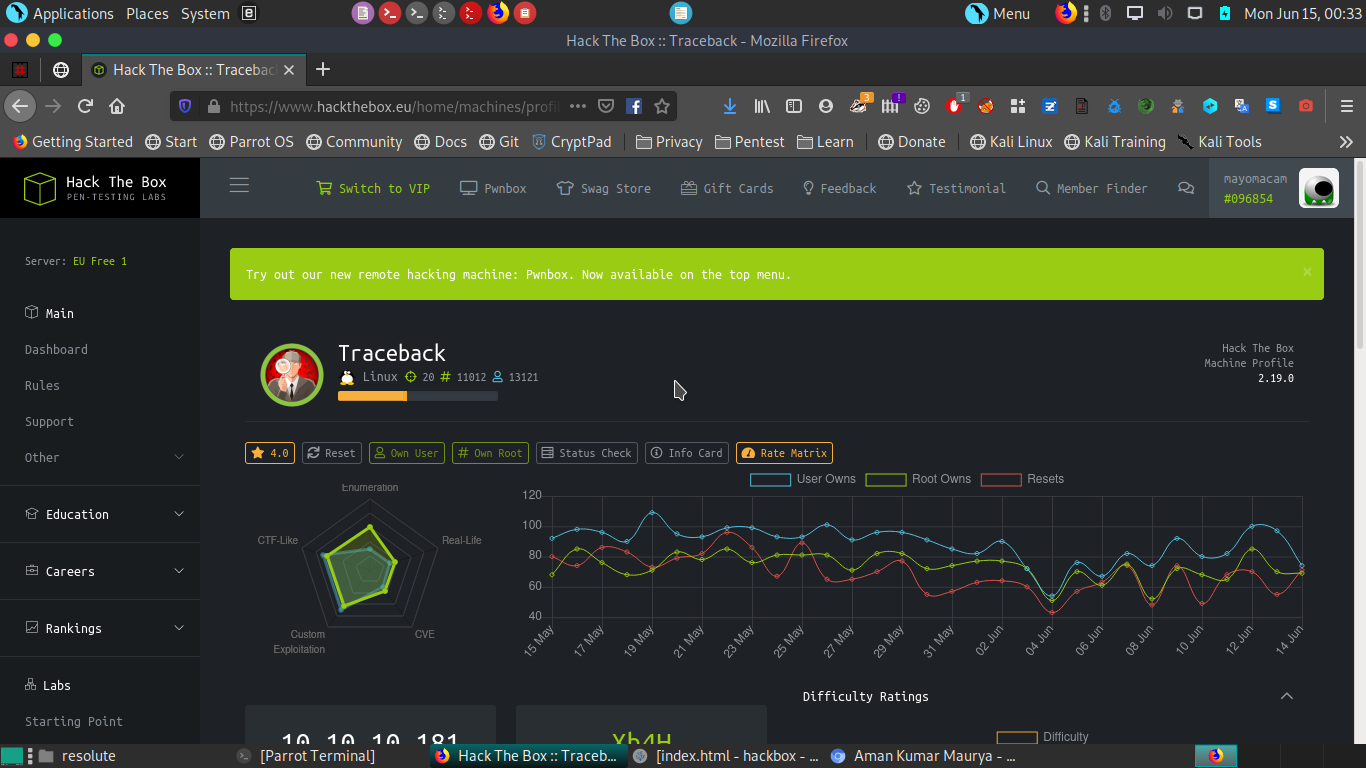 Applications Places System Menu Mon Jun 15, 00:33
Hack The Box :: Traceback - Mozilla Firefox
Hack The Box :: Traceba
https://www.hackthebox.eu/home/machines/profi
3 ! 1
Getting Started Start Parrot OS Community Docs Git CryptPad Privacy Pentest Learn Donate Kali Linux Kali Training Kali Tools
Hack The Box
PEN-TESTING LABS
Switch to VIP Pwnbox Swag Store Gift Cards Feedback Testimonial Member Finder
mayomacam
#096854
Server: EU Free 1
Main
Dashboard
Rules
Support
Other
Education
Careers
Rankings
Labs
Starting Point
Try out our new remote hacking machine: Pwnbox. Now available on the top menu. ×
Traceback
Linux 20 # 11012 13121
Hack The Box
Machine Profile
2.19.0
4.0 Reset Own User # Own Root Status Check Info Card Rate Matrix
Enumeration
CTF-Like
Real-Life
Custom
Exploitation
CVE
User Owns Root Owns Resets
120
100
80
60
40
15 May 17 May 19 May 21 May 23 May 25 May 27 May 29 May 31 May 02 Jun 04 Jun 06 Jun 08 Jun 10 Jun 12 Jun 14 Jun
Difficulty Ratings
10.10.10.181
Xh4H
Difficulty
resolute [Parrot Terminal] Hack The Box :: Traceb... [index.html - hackbox - ... Aman Kumar Maurya - ...